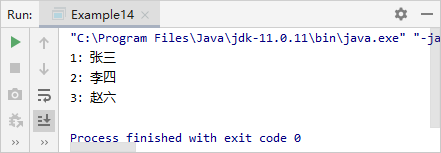 Run: Example14
"C:\Program Files\Java\jdk-11.0.11\bin\java.exe" "-ja
1: 张三
2: 李四
3: 赵六
Process finished with exit code 0